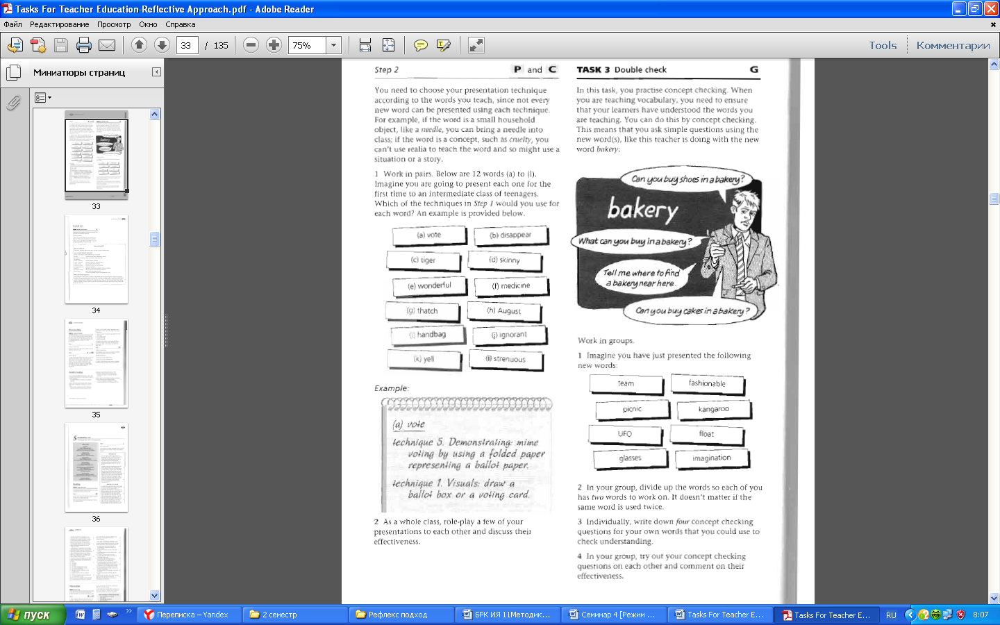 Tasks For Teacher Education-Reflective Approach.pdf - Adobe Reader
Файл Редактирование Просмотр Окно Справка
33 / 135 75% Tools Комментарии
Миниатюры страниц
33
34
35
36
Step 2 P and C
You need to choose your presentation technique
according to the words you teach, since not every
new word can be presented using each technique.
For example, if the word is a small household
object, like a needle, you can bring a needle into
class; if the word is a concept, such as cruelty, you
can't use realia to teach the word and so might use a
situation or a story.
1 Work in pairs. Below are 12 words (a) to (l).
Imagine you are going to present each one for the
first time to an intermediate class of teenagers.
Which of the techniques in Step 1 would you use for
each word? An example is provided below.
(a) vote (b) disappear
(c) tiger (d) skinny
(e) wonderful (f) medicine
(g) thatch (h) August
(i) handbag (j) ignorant
(k) yell (l) strenuous
Example:
(a) vote
technique 5. Demonstrating: mime
voting by using a folded paper
representing a ballot paper.
technique 1. Visuals: draw a
ballot box or a voting card.
2 As a whole class, role-play a few of your
presentations to each other and discuss their
effectiveness.
TASK 3 Double check G
In this task, you practise concept checking. When
you are teaching vocabulary, you need to ensure
that your learners have understood the words you
are teaching. You can do this by concept checking.
This means that you ask simple questions using the
new word(s), like this teacher is doing with the new
word bakery:
Can you buy shoes in a bakery?
bakery
What can you buy in a bakery?
Tell me where to find
a bakery near here.
Can you buy cakes in a bakery?
Work in groups.
1 Imagine you have just presented the following
new words:
team fashionable
picnic kangaroo
UFO float
glasses imagination
2 In your group, divide up the words so each of you
has two words to work on. It doesn't matter if the
same word is used twice.
3 Individually, write down four concept checking
questions for your own words that you could use to
check understanding.
4 In your group, try out your concept checking
questions on each other and comment on their
effectiveness.
пуск Переписка – Yandex 2 семестр Рефлекс подход БРК ИЯ 11Методик... Семинар 4 [Режим ... Tasks For Teacher E... Tasks For Teacher E... RU 8:07